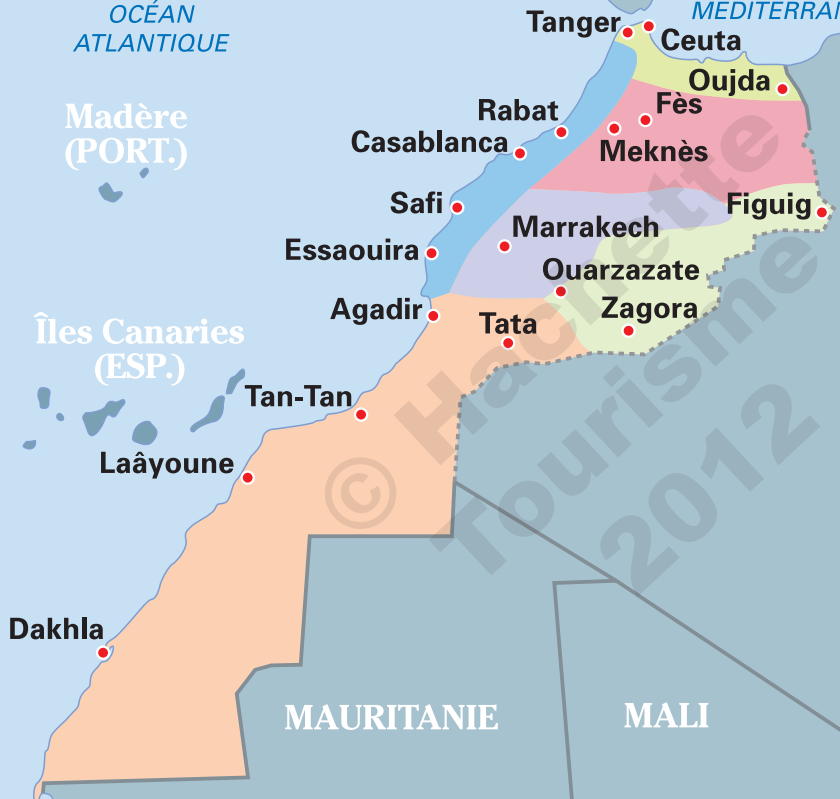 OCÉAN
ATLANTIQUE
MEDITERRAN
Tanger
Ceuta
Oujda
Madère
(PORT.)
Rabat
Fès
Casablanca
Meknès
Safi
Figuig
Marrakech
Essaouira
Ouarzazate
Agadir
Zagora
Tata
Îles Canaries
(ESP.)
Tan-Tan
Laâyoune
Dakhla
MAURITANIE
MALI
© Hachette
Tourisme
2012